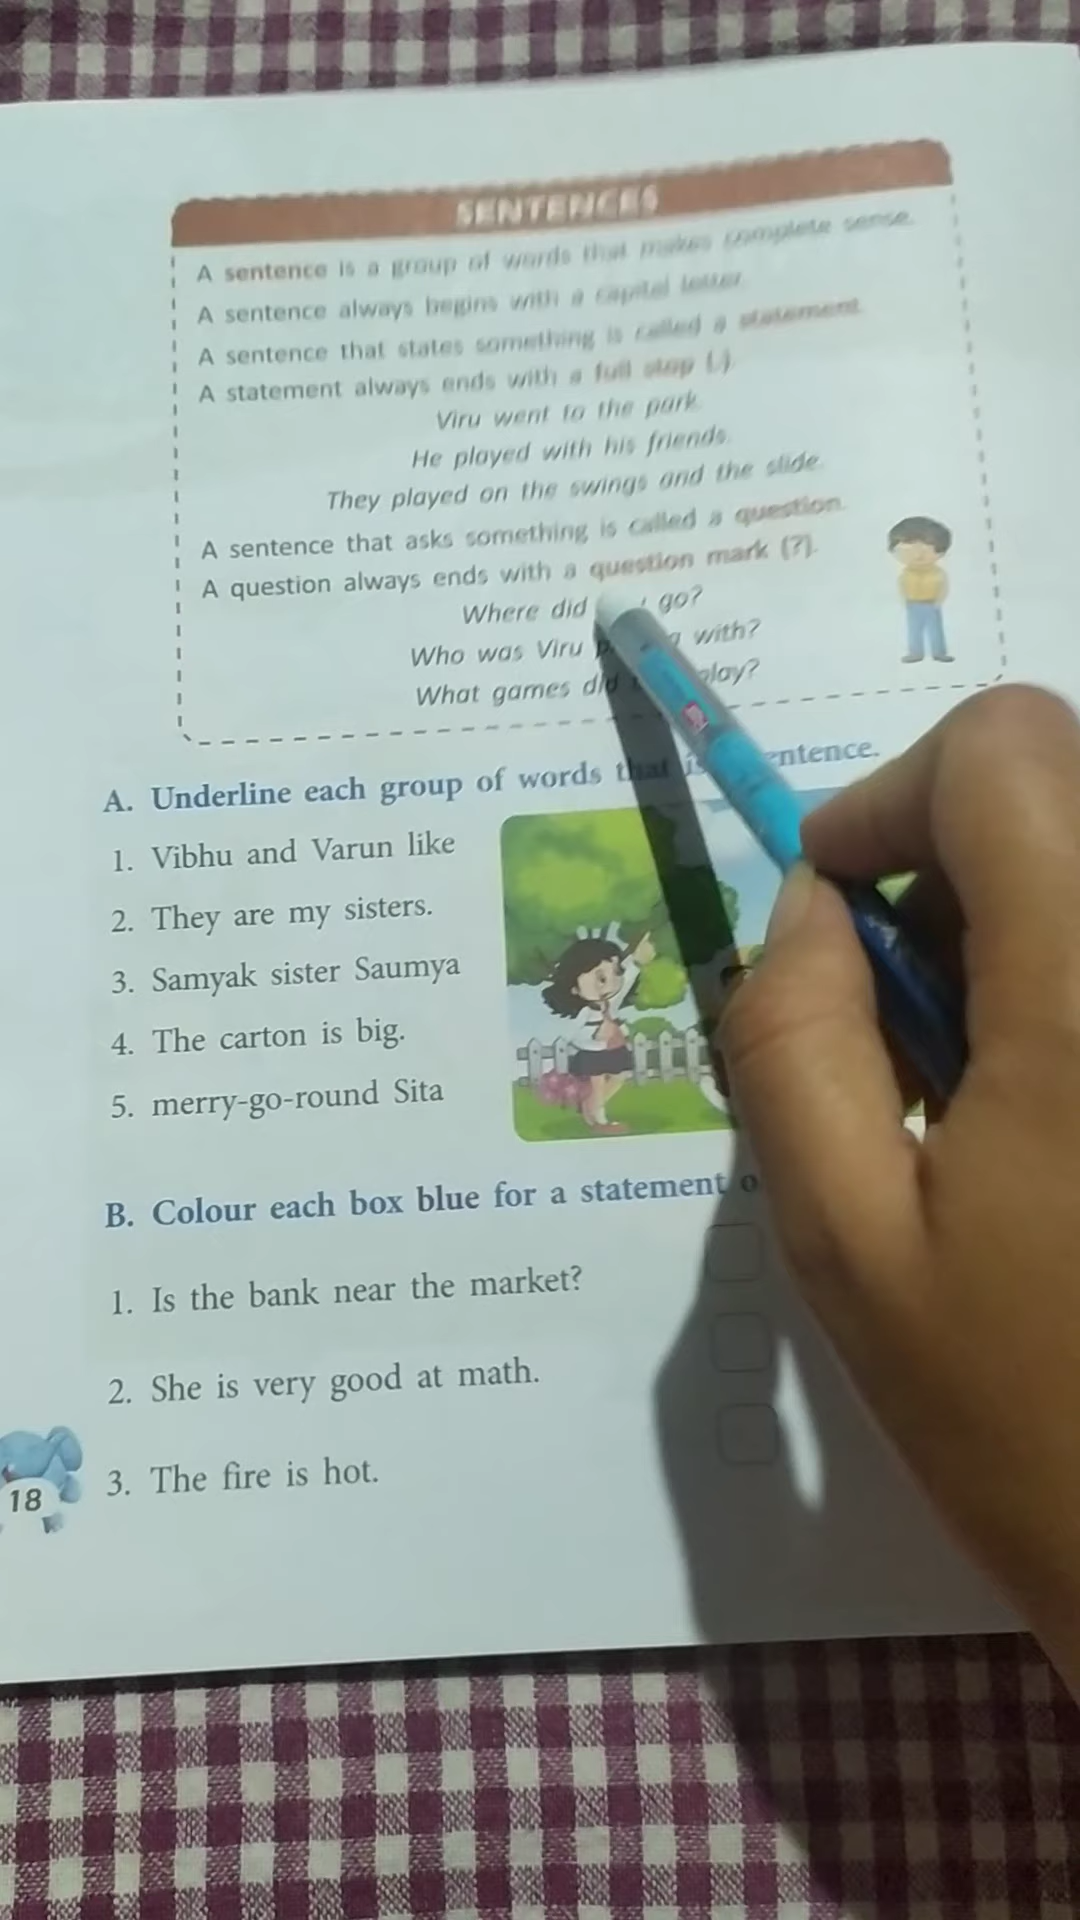 SENTENCES
A sentence is a group of words that makes complete sense.
A sentence always begins with a capital letter.
A sentence that states something is called a statement.
A statement always ends with a full stop (.).
Viru went to the park.
He played with his friends.
They played on the swings and the slide.
A sentence that asks something is called a question.
A question always ends with a question mark (?).
Where did go?
Who was Viru with?
What games did play?
A. Underline each group of words that is entence.
1. Vibhu and Varun like
2. They are my sisters.
3. Samyak sister Saumya
4. The carton is big.
5. merry-go-round Sita
B. Colour each box blue for a statement
1. Is the bank near the market?
2. She is very good at math.
3. The fire is hot.
18